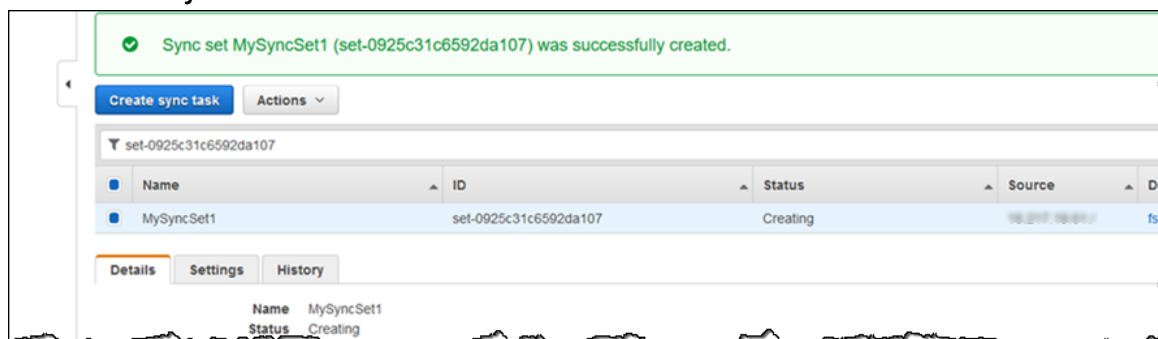 Sync set MySyncSet1 (set-0925c31c6592da107) was successfully created.
Create sync task Actions
set-0925c31c6592da107
Name ID Status Source D
MySyncSet1 set-0925c31c6592da107 Creating fs
Details Settings History
Name MySyncSet1
Status Creating